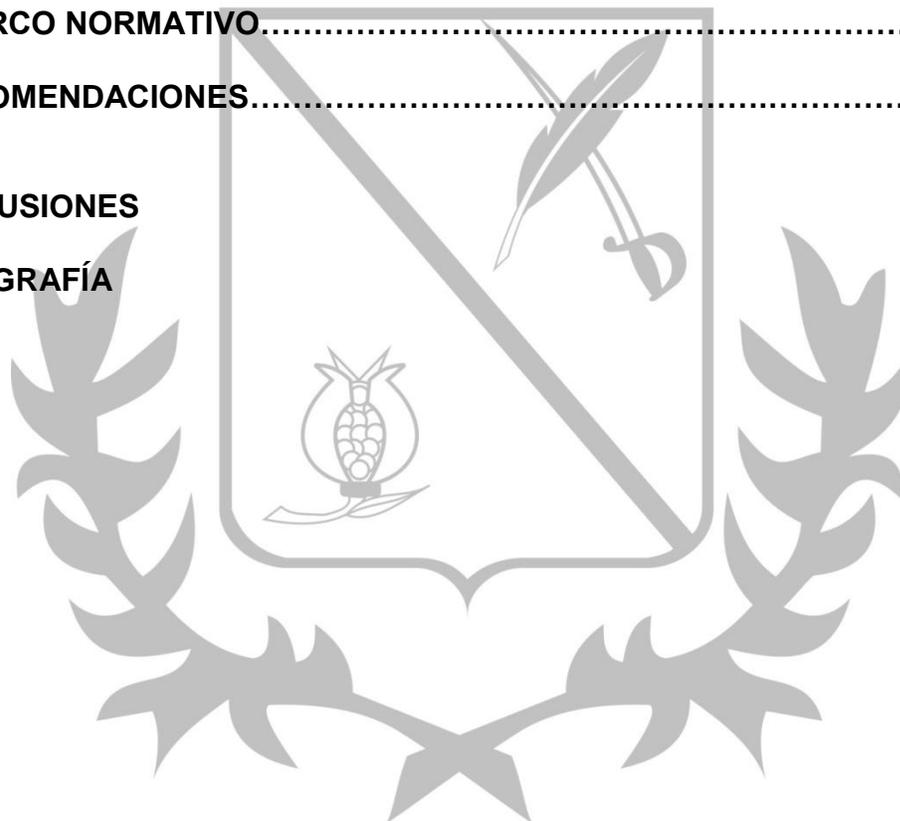 RCO NORMATIVO……………………………………………………
OMENDACIONES……………………………………………..…………
USIONES
GRAFÍA